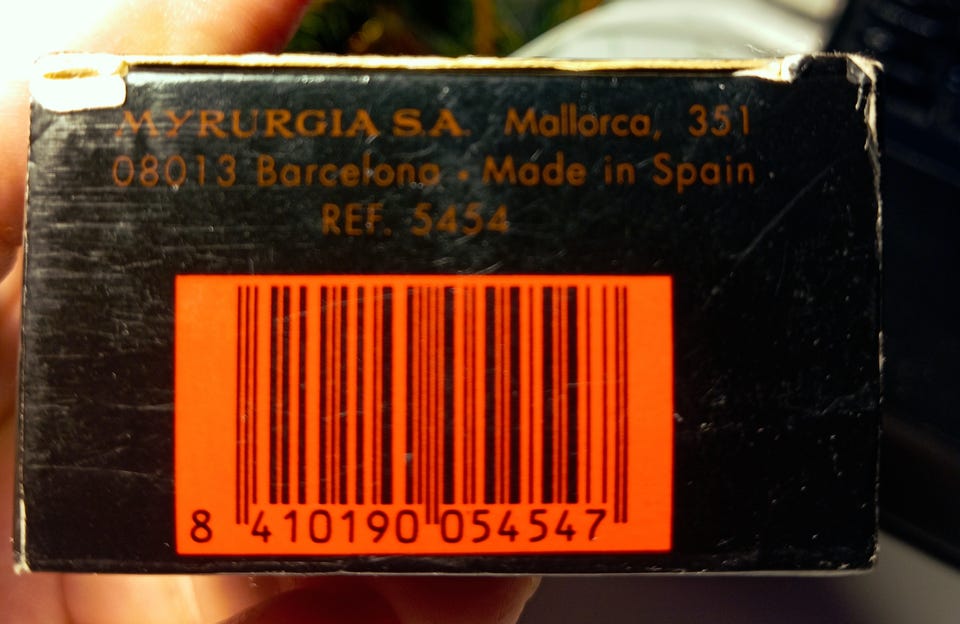 MYRURGIA S.A. Mallorca, 351
08013 Barcelona - Made in Spain
REF. 5454
8 410190 054547